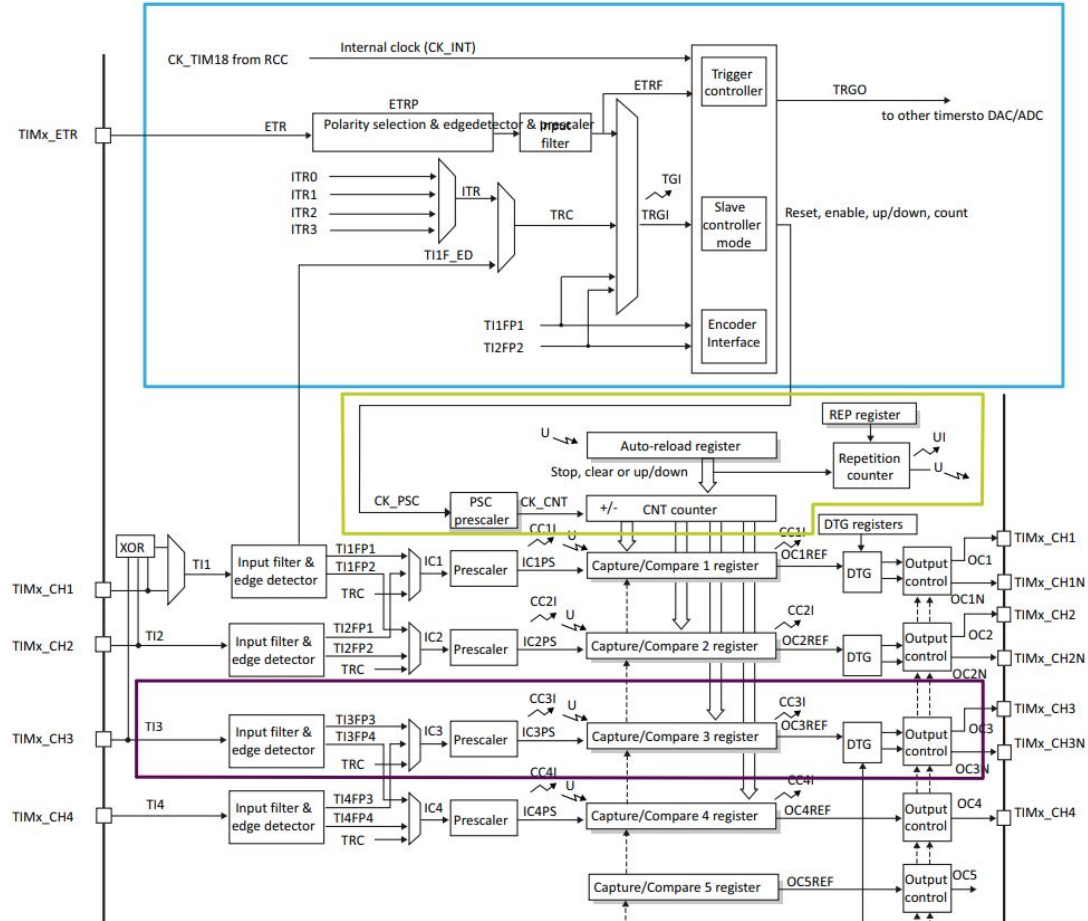 Internal clock (CK_INT)
CK_TIM18 from RCC
Trigger
controller
ETRF
TRGO
to other timersto DAC/ADC
ETRP
TIMx_ETR
ETR
Polarity selection & edgedetector & prescaler
Input
filter
ITR0
ITR1
ITR2
ITR3
ITR
TGI
TRC
TRGI
Slave
controller
mode
Reset, enable, up/down, count
TI1F_ED
TI1FP1
TI2FP2
Encoder
Interface
REP register
U
Auto-reload register
UI
Repetition
counter
U
Stop, clear or up/down
CK_PSC
PSC
prescaler
CK_CNT
+/-
CNT counter
DTG registers
XOR
TI1
TIMx_CH1
Input filter &
edge detector
TI1FP1
TI1FP2
TRC
IC1
Prescaler
IC1PS
CC1I
U
Capture/Compare 1 register
CC1I
OC1REF
DTG
Output
control
OC1
OC1N
TIMx_CH1
TIMx_CH1N
TIMx_CH2
TI2
Input filter &
edge detector
TI2FP1
TI2FP2
TRC
IC2
Prescaler
IC2PS
CC2I
U
Capture/Compare 2 register
CC2I
OC2REF
DTG
Output
control
OC2
OC2N
TIMx_CH2
TIMx_CH2N
TIMx_CH3
TI3
Input filter &
edge detector
TI3FP3
TI3FP4
TRC
IC3
Prescaler
IC3PS
CC3I
U
Capture/Compare 3 register
CC3I
OC3REF
DTG
Output
control
OC3
OC3N
TIMx_CH3
TIMx_CH3N
TIMx_CH4
TI4
Input filter &
edge detector
TI4FP3
TI4FP4
TRC
IC4
Prescaler
IC4PS
CC4I
U
Capture/Compare 4 register
CC4I
OC4REF
Output
control
OC4
TIMx_CH4
Capture/Compare 5 register
OC5REF
Output
control
OC5